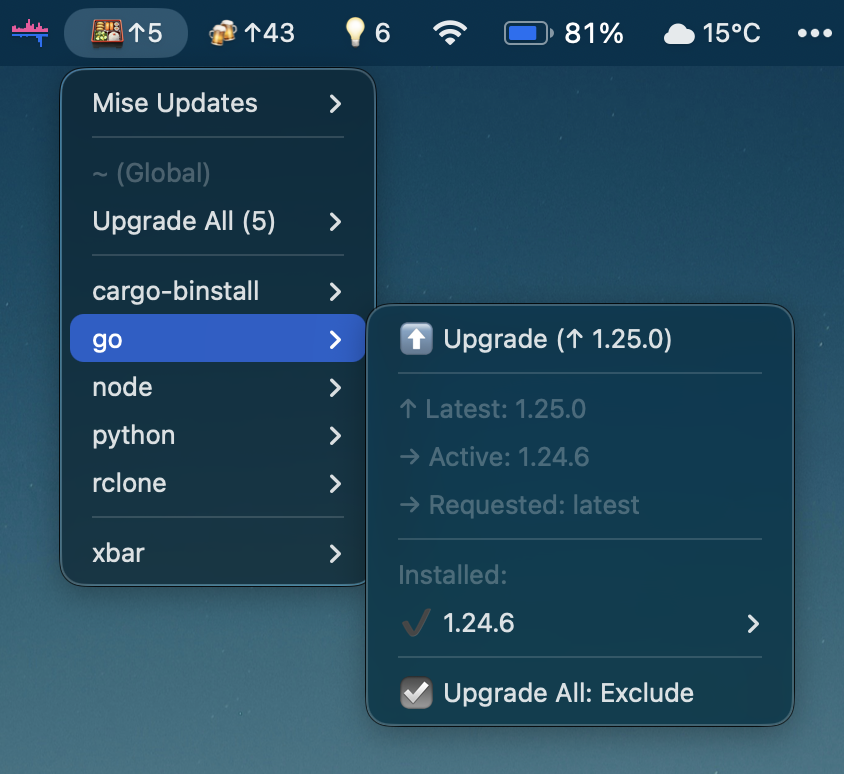 ↑5 ↑43 6 81% 15°C
Mise Updates
~ (Global)
Upgrade All (5)
cargo-binstall
go
node
python
rclone
xbar
Upgrade (↑ 1.25.0)
↑ Latest: 1.25.0
→ Active: 1.24.6
→ Requested: latest
Installed:
1.24.6
Upgrade All: Exclude